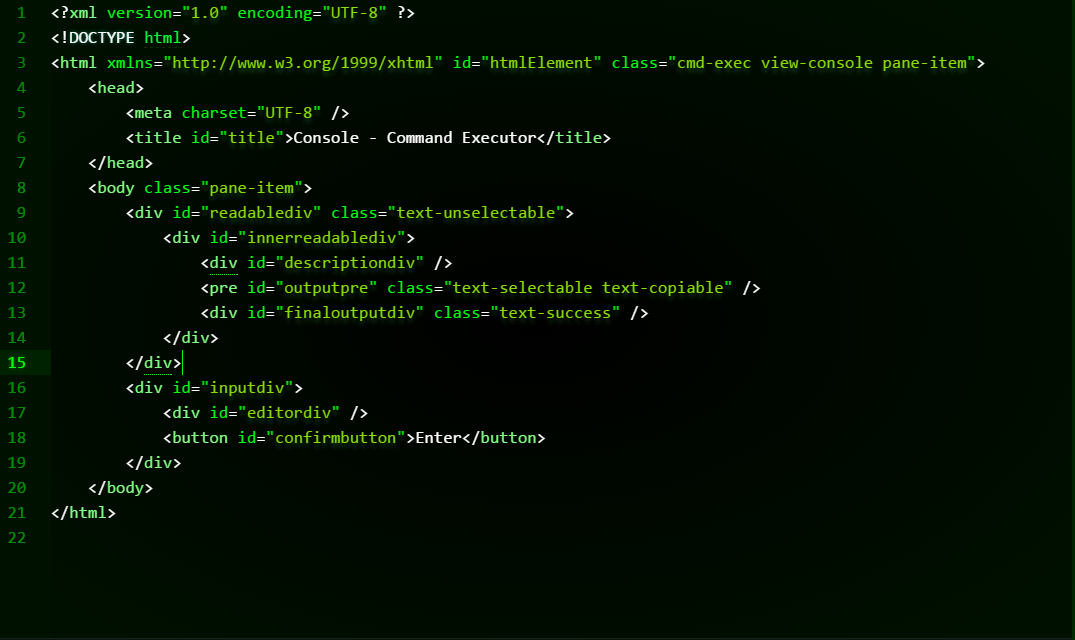 1 <?xml version="1.0" encoding="UTF-8" ?>
2 <!DOCTYPE html>
3 <html xmlns="http://www.w3.org/1999/xhtml" id="htmlElement" class="cmd-exec view-console pane-item">
4     <head>
5         <meta charset="UTF-8" />
6         <title id="title">Console - Command Executor</title>
7     </head>
8     <body class="pane-item">
9         <div id="readablediv" class="text-unselectable">
10             <div id="innerreadablediv">
11                 <div id="descriptiondiv" />
12                 <pre id="outputpre" class="text-selectable text-copiable" />
13                 <div id="finaloutputdiv" class="text-success" />
14             </div>
15         </div>
16         <div id="inputdiv">
17             <div id="editordiv" />
18             <button id="confirmbutton">Enter</button>
19         </div>
20     </body>
21 </html>
22